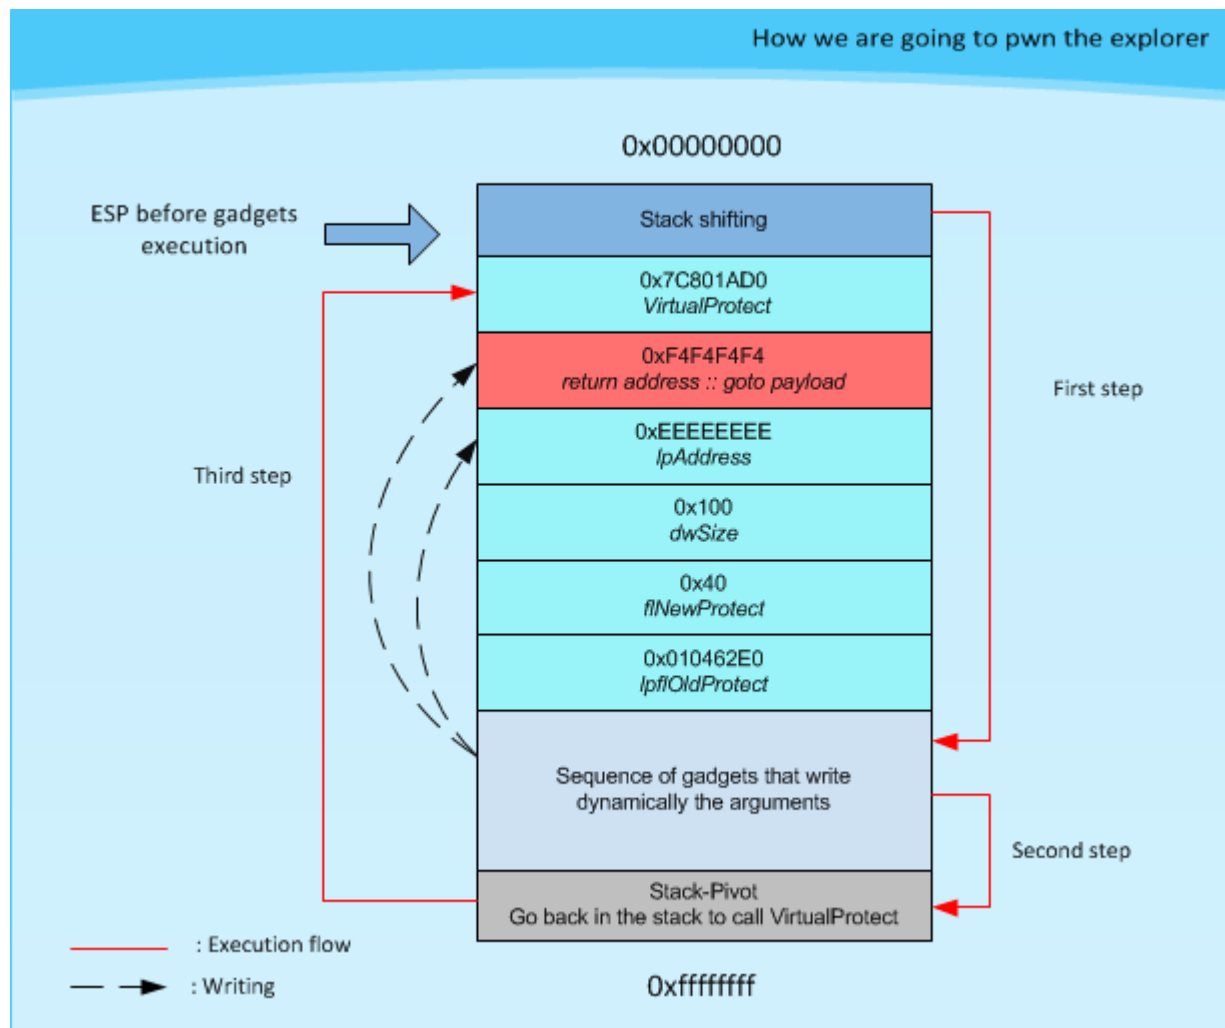 How we are going to pwn the explorer
0x00000000
ESP before gadgets
execution
Stack shifting
0x7C801AD0
VirtualProtect
0xF4F4F4F4
return address :: goto payload
First step
0xEEEEEEEE
lpAddress
Third step
0x100
dwSize
0x40
flNewProtect
0x010462E0
lpflOldProtect
Sequence of gadgets that write
dynamically the arguments
Second step
Stack-Pivot
Go back in the stack to call VirtualProtect
: Execution flow
: Writing
0xffffffff